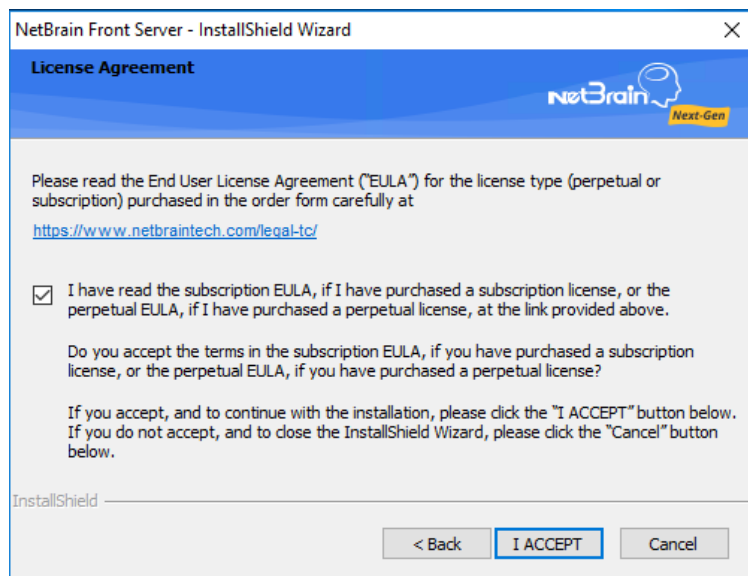 NetBrain Front Server - InstallShield Wizard
License Agreement
NetBrain
Next-Gen
Please read the End User License Agreement ("EULA") for the license type (perpetual or
subscription) purchased in the order form carefully at
https://www.netbraintech.com/legal-tc/
I have read the subscription EULA, if I have purchased a subscription license, or the
perpetual EULA, if I have purchased a perpetual license, at the link provided above.
Do you accept the terms in the subscription EULA, if you have purchased a subscription
license, or the perpetual EULA, if you have purchased a perpetual license?
If you accept, and to continue with the installation, please click the "I ACCEPT" button below.
If you do not accept, and to close the InstallShield Wizard, please click the "Cancel" button
below.
InstallShield
< Back I ACCEPT Cancel